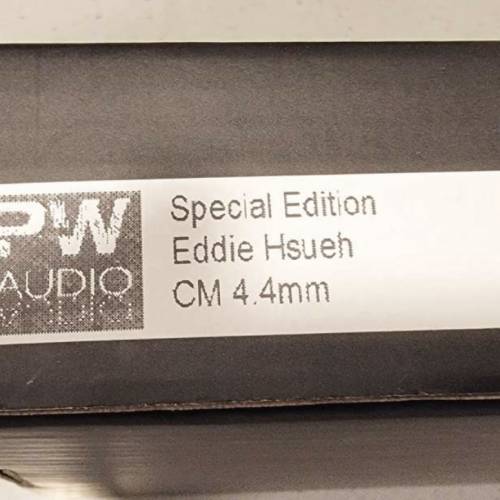 PW
AUDIO
Special Edition
Eddie Hsueh
CM 4.4mm